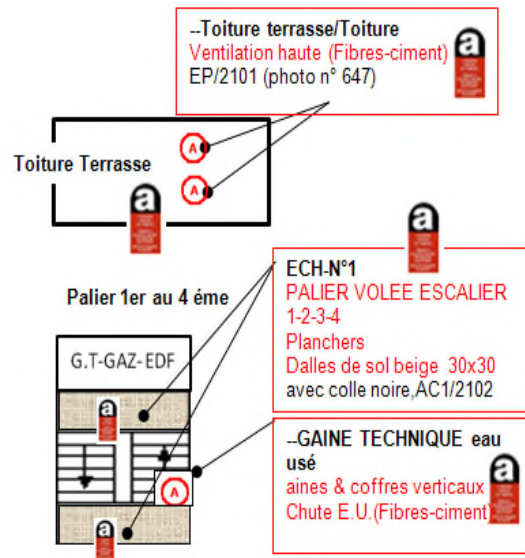 --Toiture terrasse/Toiture
Ventilation haute (Fibres-ciment)
EP/2101 (photo n° 647)
a
A
Toiture Terrasse
A
a
a
Palier 1er au 4 éme
ECH-N°1
PALIER VOLEE ESCALIER
1-2-3-4
Planchers
Dalles de sol beige 30x30
avec colle noire,AC1/2102
G.T-GAZ-EDF
a
--GAINE TECHNIQUE eau
usé
aines & coffres verticaux
Chute E.U.(Fibres-ciment)
a
A
a